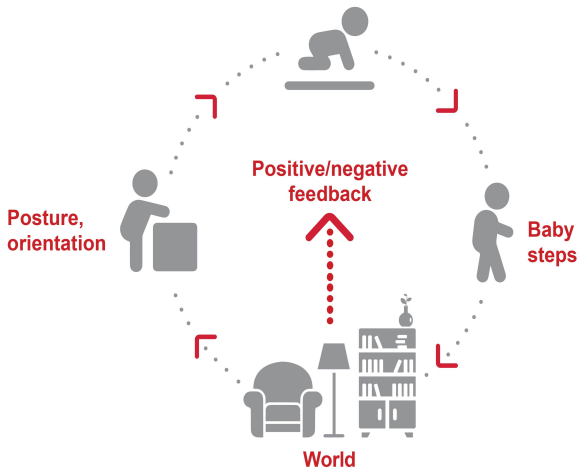 Positive/negative
feedback
Posture,
orientation
Baby
steps
World